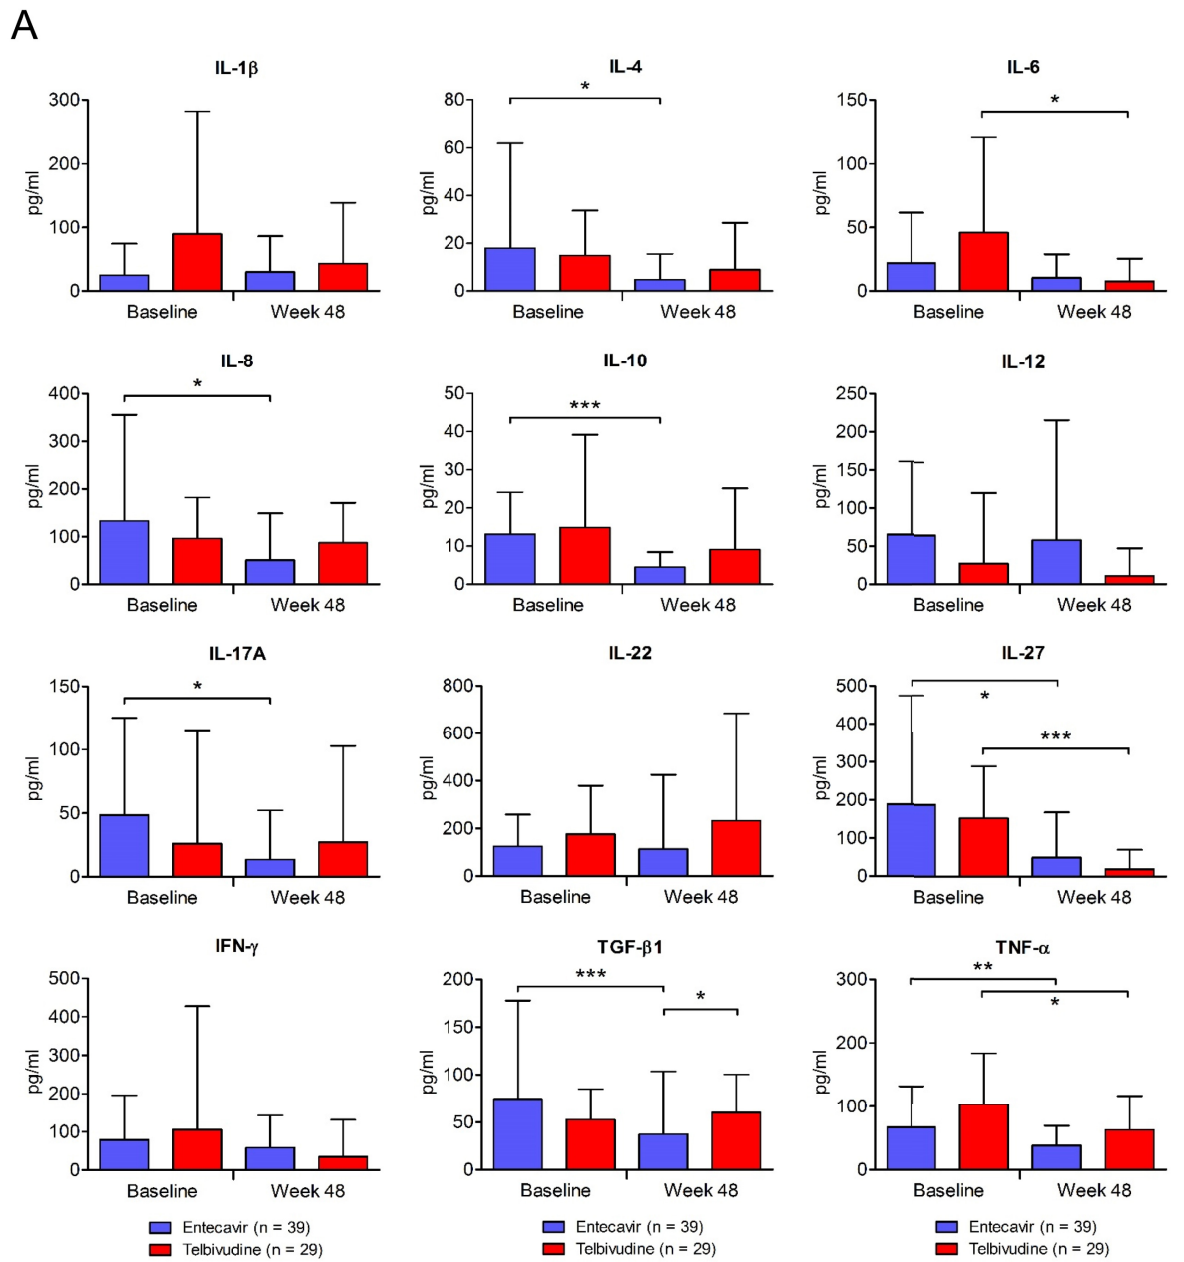 A
IL-1β
300
200
100
0
pg/ml
Baseline
Week 48
IL-4
80
60
40
20
0
pg/ml
*
Baseline
Week 48
IL-6
150
100
50
0
pg/ml
*
Baseline
Week 48
IL-8
400
300
200
100
0
pg/ml
*
Baseline
Week 48
IL-10
50
40
30
20
10
0
pg/ml
***
Baseline
Week 48
IL-12
250
200
150
100
50
0
pg/ml
Baseline
Week 48
IL-17A
150
100
50
0
pg/ml
*
Baseline
Week 48
IL-22
800
600
400
200
0
pg/ml
Baseline
Week 48
IL-27
500
400
300
200
100
0
pg/ml
*
***
Baseline
Week 48
IFN-γ
500
400
300
200
100
0
pg/ml
Baseline
Week 48
TGF-β1
200
150
100
50
0
pg/ml
***
*
Baseline
Week 48
TNF-α
300
200
100
0
pg/ml
**
*
Baseline
Week 48
Entecavir (n = 39)
Telbivudine (n = 29)
Entecavir (n = 39)
Telbivudine (n = 29)
Entecavir (n = 39)
Telbivudine (n = 29)